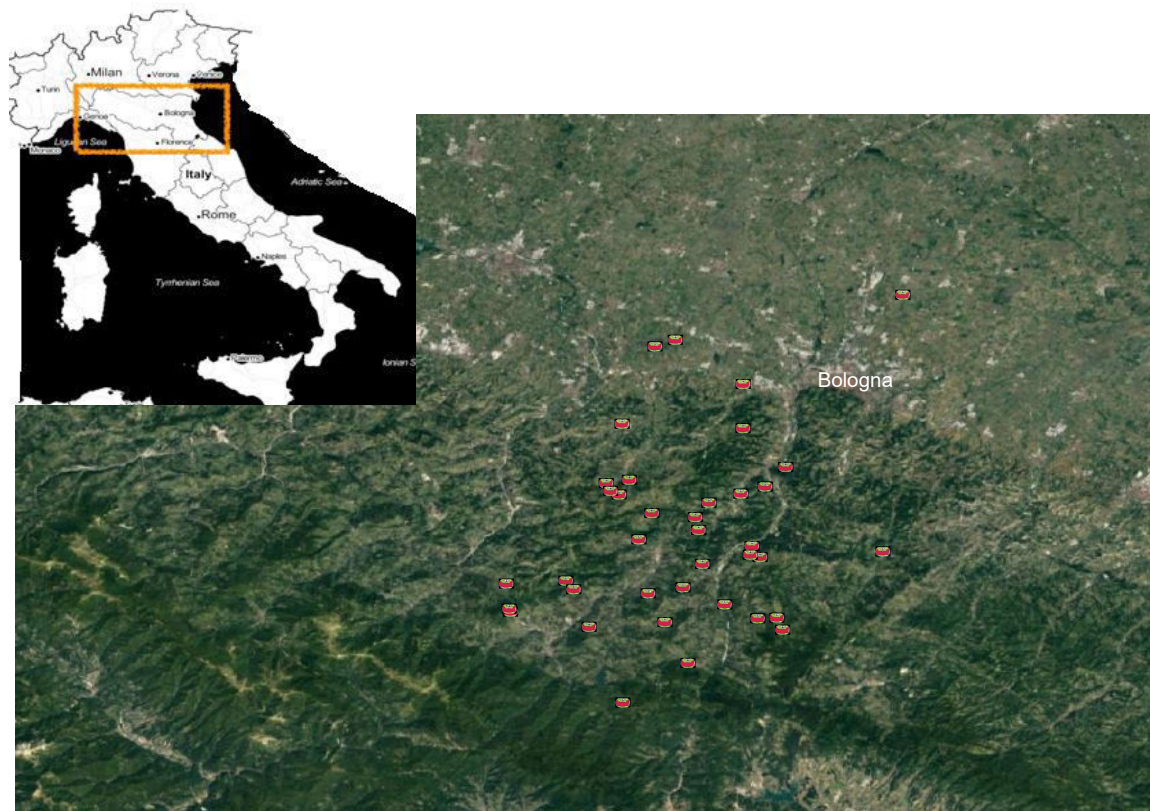 Milan
Verona
Venice
Turin
Genoa
Bologna
Ligurian Sea
Florence
Monaco
Italy
Adriatic Sea
Rome
Naples
Tyrrhenian Sea
Palermo
Ionian S
Bologna